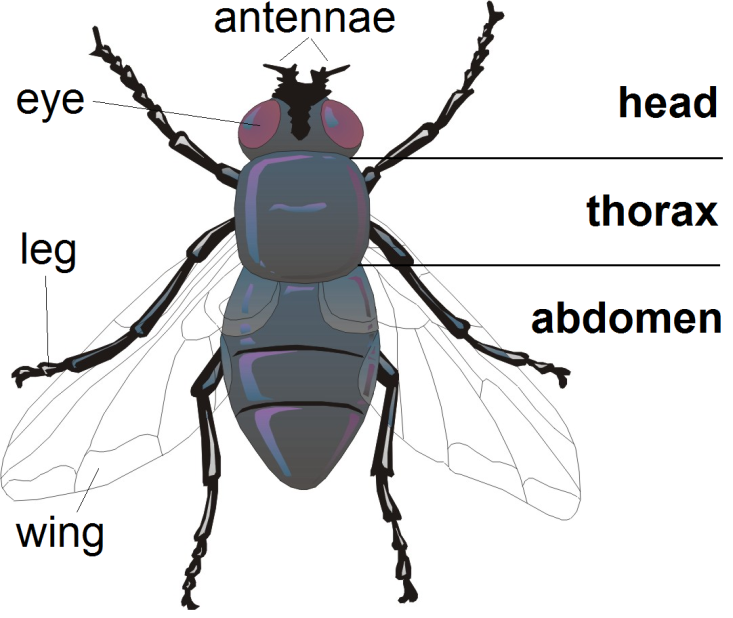 antennae
eye
head
thorax
leg
abdomen
wing